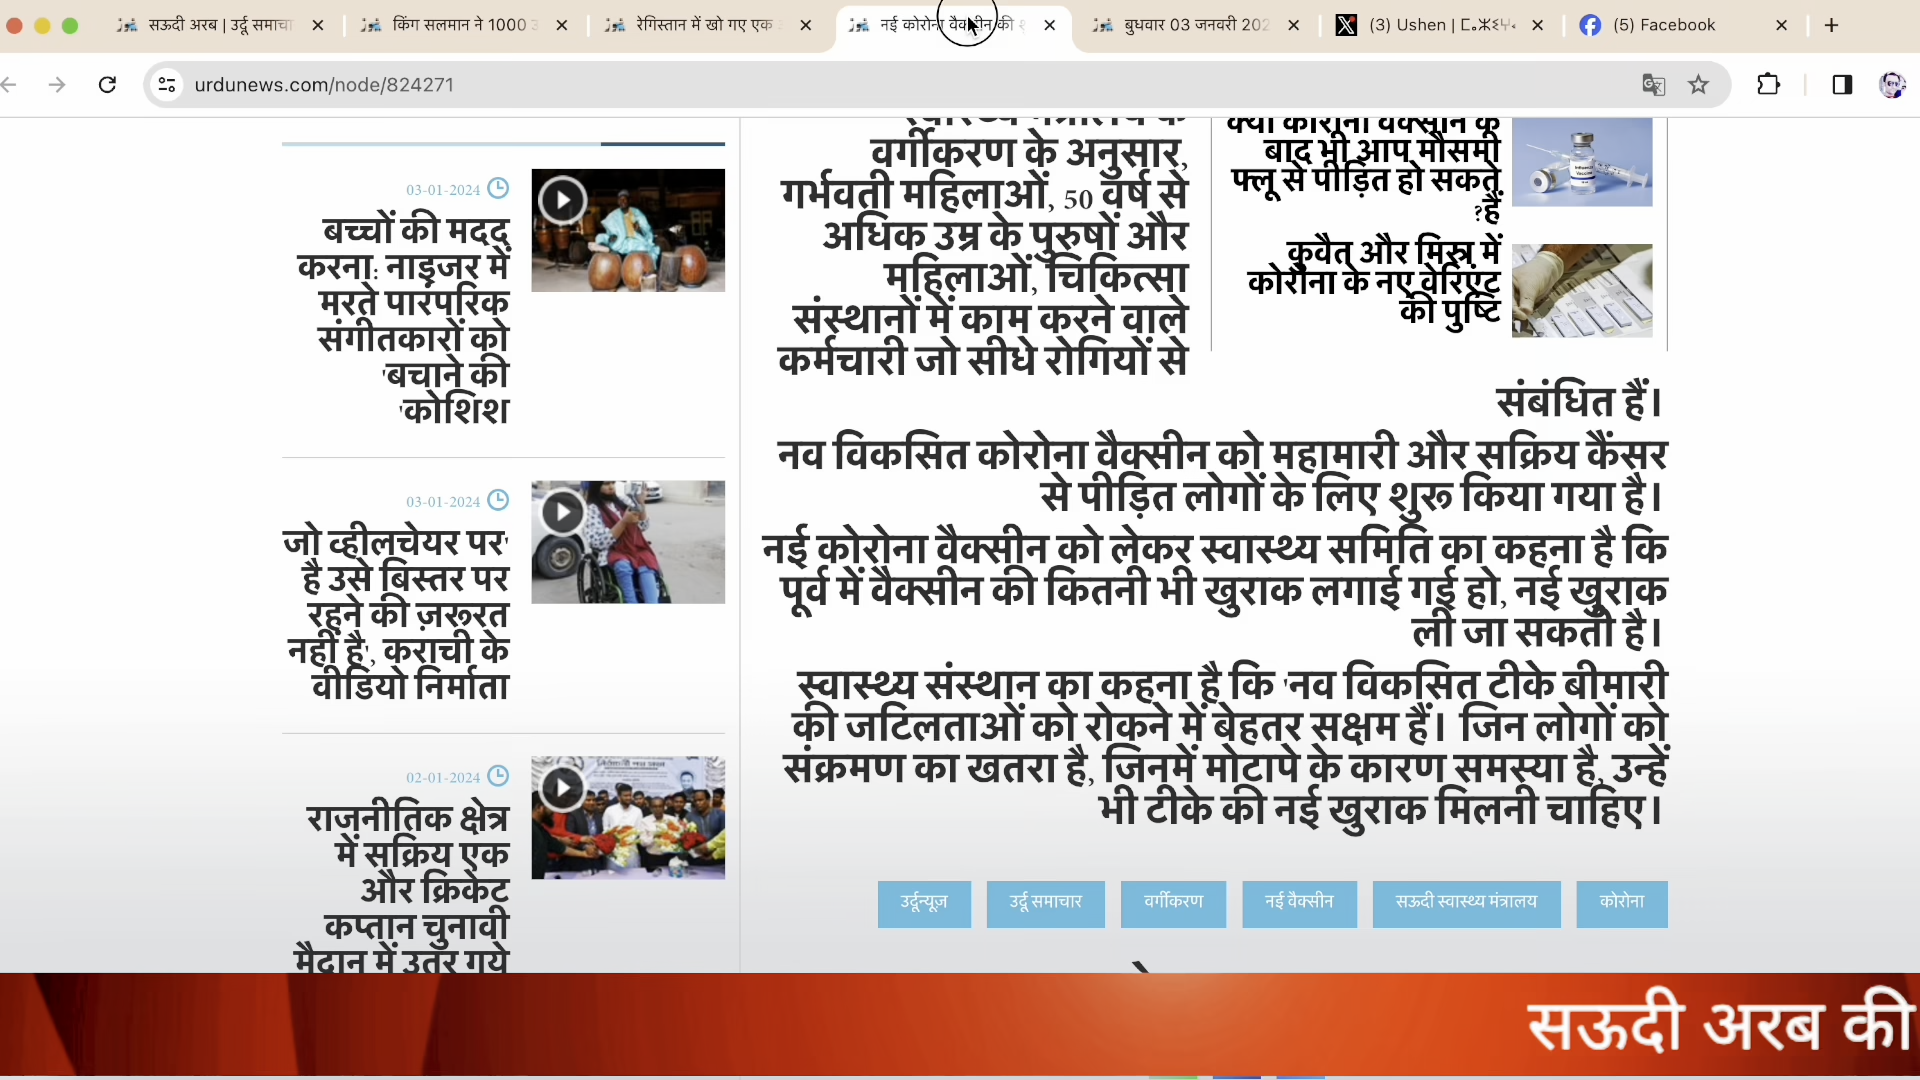 सऊदी अरब | उर्दू समाचा
किंग सलमान ने 1000
रेगिस्तान में खो गए एक
नई कोरोना वैक्सीन की
बुधवार 03 जनवरी 202
(3) Ushen |
(5) Facebook
urdunews.com/node/824271
03-01-2024
बच्चों की मदद
करना: नाइजर में
मरते पारंपरिक
संगीतकारों को
'बचाने की
'कोशिश
03-01-2024
जो व्हीलचेयर पर'
है उसे बिस्तर पर
रहने की ज़रूरत
नहीं है', कराची के
वीडियो निर्माता
02-01-2024
राजनीतिक क्षेत्र
में सक्रिय एक
और क्रिकेट
कप्तान चुनावी
मैदान में उतर गये
स्वास्थ्य मंत्रालय के
वर्गीकरण के अनुसार,
गर्भवती महिलाओं, 50 वर्ष से
अधिक उम्र के पुरुषों और
महिलाओं, चिकित्सा
संस्थानों में काम करने वाले
कर्मचारी जो सीधे रोगियों से
संबंधित हैं।
नव विकसित कोरोना वैक्सीन को महामारी और सक्रिय कैंसर
से पीड़ित लोगों के लिए शुरू किया गया है।
नई कोरोना वैक्सीन को लेकर स्वास्थ्य समिति का कहना है कि
पूर्व में वैक्सीन की कितनी भी खुराक लगाई गई हो, नई खुराक
ली जा सकती है।
स्वास्थ्य संस्थान का कहना है कि 'नव विकसित टीके बीमारी
की जटिलताओं को रोकने में बेहतर सक्षम हैं। जिन लोगों को
संक्रमण का खतरा है, जिनमें मोटापे के कारण समस्या है, उन्हें
भी टीके की नई खुराक मिलनी चाहिए।
क्या कोरोना वैक्सीन के
बाद भी आप मौसमी
फ्लू से पीड़ित हो सकते
?हैं
कुवैत और मिस्र में
कोरोना के नए वेरिएंट
की पुष्टि
उर्दून्यूज़
उर्दू समाचार
वर्गीकरण
नई वैक्सीन
सऊदी स्वास्थ्य मंत्रालय
कोरोना
सऊदी अरब की